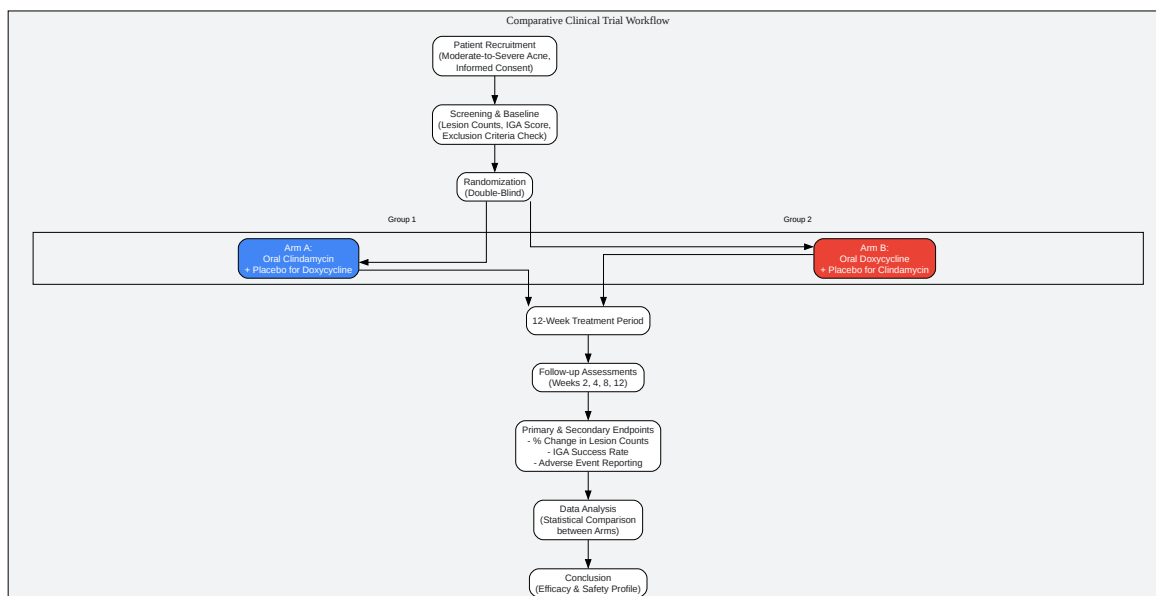 Comparative Clinical Trial Workflow
Patient Recruitment
(Moderate-to-Severe Acne,
Informed Consent)
Screening & Baseline
(Lesion Counts, IGA Score,
Exclusion Criteria Check)
Randomization
(Double-Blind)
Group 1
Group 2
Arm A:
Oral Clindamycin
+ Placebo for Doxycycline
Arm B:
Oral Doxycycline
+ Placebo for Clindamycin
12-Week Treatment Period
Follow-up Assessments
(Weeks 2, 4, 8, 12)
Primary & Secondary Endpoints
- % Change in Lesion Counts
- IGA Success Rate
- Adverse Event Reporting
Data Analysis
(Statistical Comparison
between Arms)
Conclusion
(Efficacy & Safety Profile)